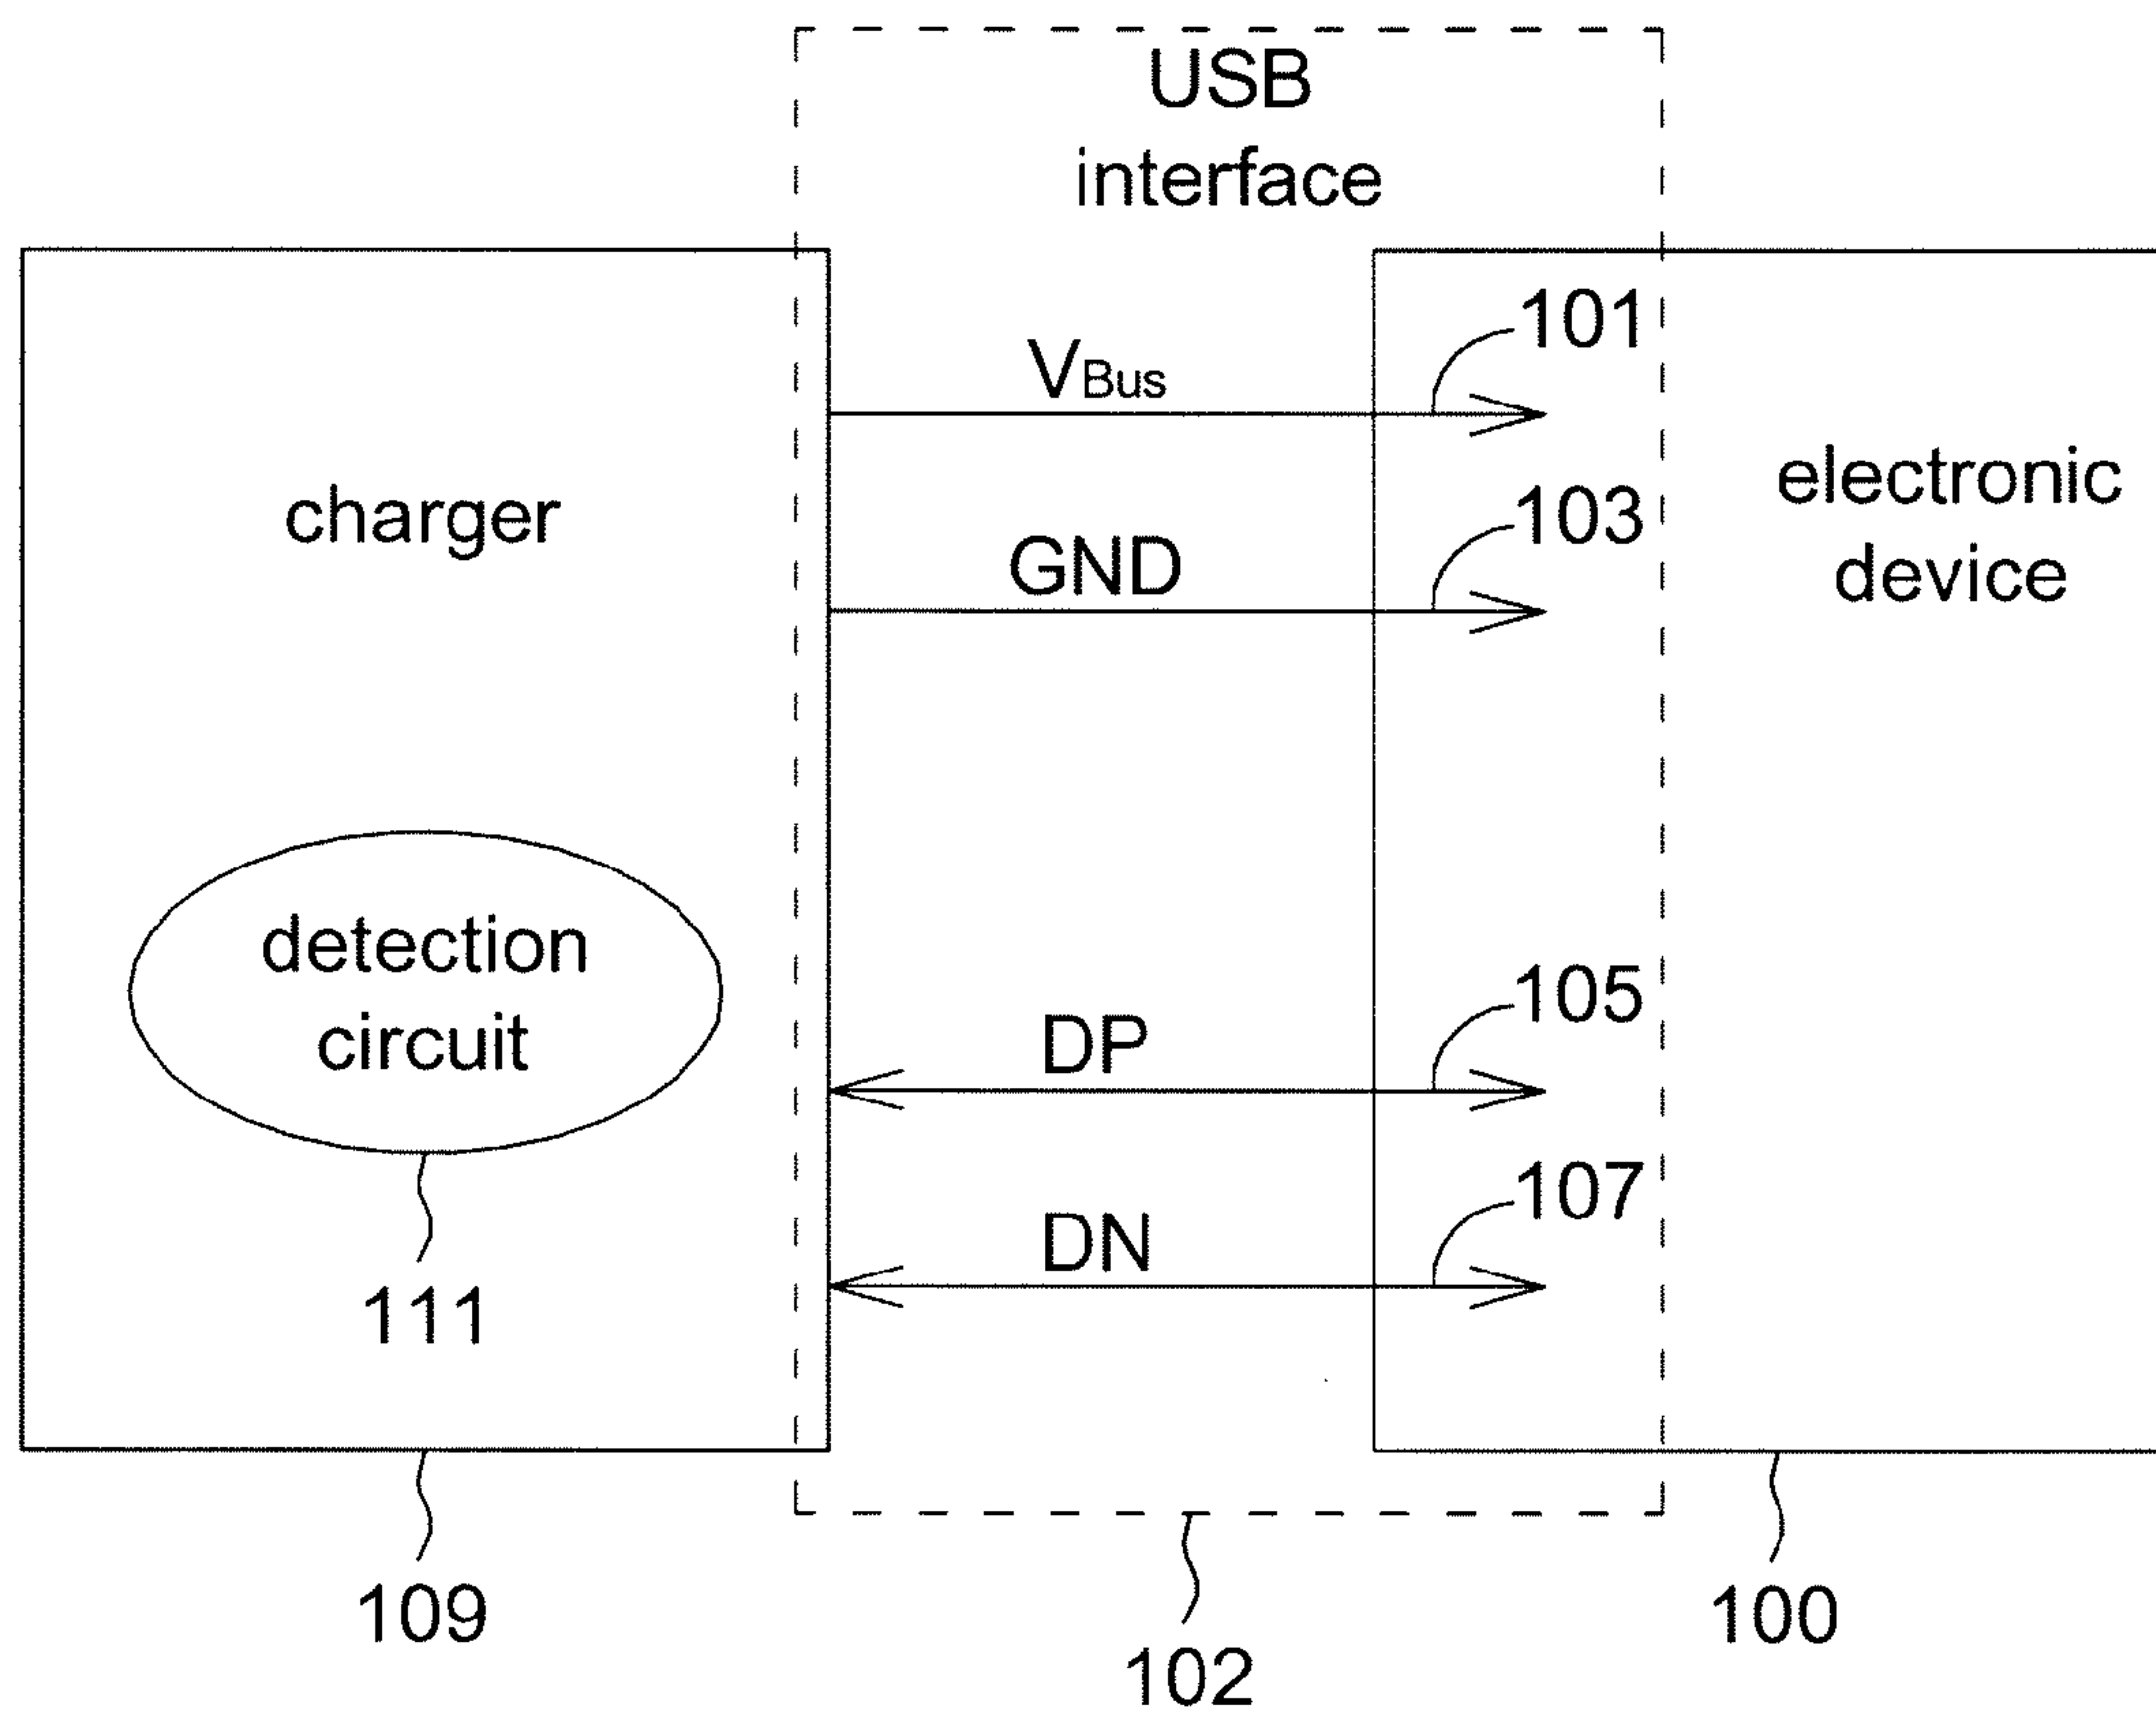 USB
interface
101
VBus
charger
electronic
device
103
GND
detection
circuit
105
DP
107
DN
111
109
102
100